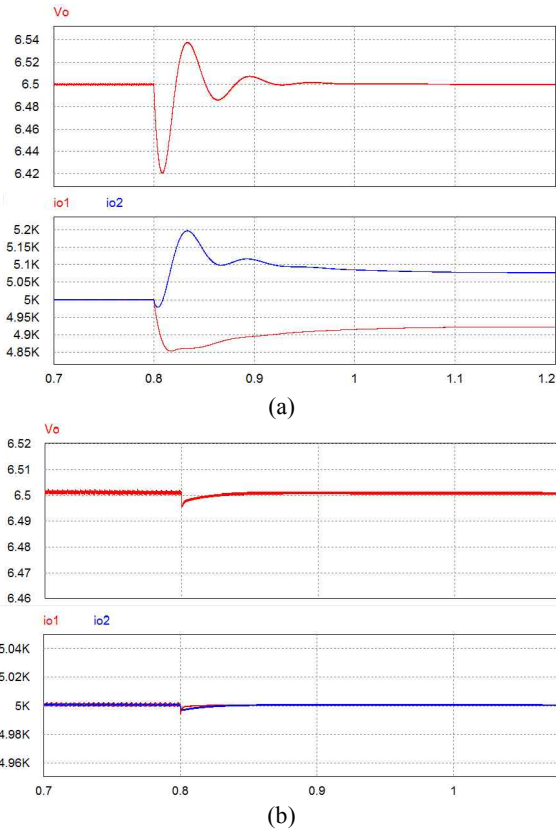 Vo
6.54
6.52
6.5
6.48
6.46
6.44
6.42
io1 io2
5.2K
5.15K
5.1K
5.05K
5K
4.95K
4.9K
4.85K
0.7 0.8 0.9 1 1.1 1.2
(a)
Vo
6.52
6.51
6.5
6.49
6.48
6.47
6.46
io1 io2
5.04K
5.02K
5K
4.98K
4.96K
0.7 0.8 0.9 1
(b)